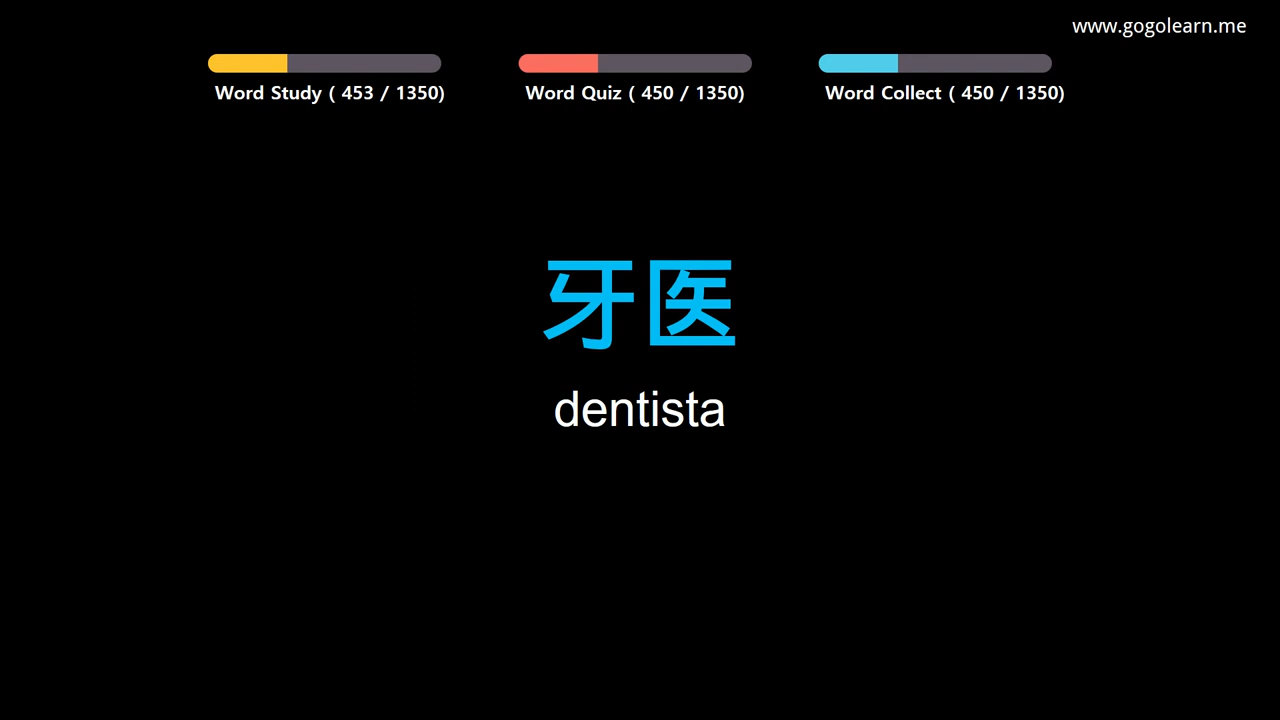 www.gogolearn.me
Word Study ( 453 / 1350)
Word Quiz ( 450 / 1350)
Word Collect ( 450 / 1350)
牙医
dentista